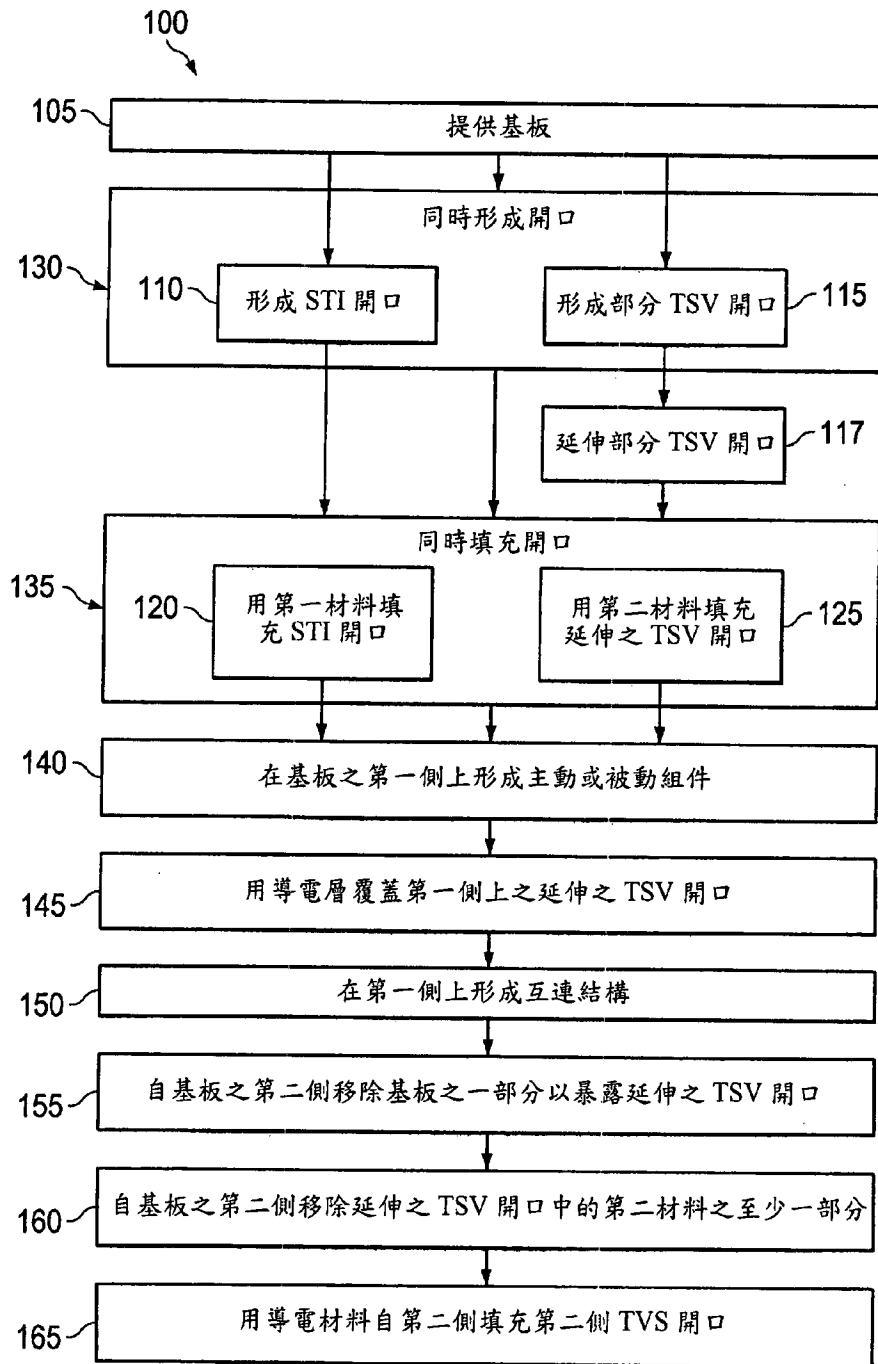 100
105
提供基板
同時形成開口
130
110
形成 STI 開口
形成部分 TSV 開口
115
延伸部分 TSV 開口
117
同時填充開口
135
120
用第一材料填
充 STI 開口
用第二材料填充
延伸之 TSV 開口
125
140
在基板之第一側上形成主動或被動組件
145
用導電層覆蓋第一側上之延伸之 TSV 開口
150
在第一側上形成互連結構
155
自基板之第二側移除基板之一部分以暴露延伸之 TSV 開口
160
自基板之第二側移除延伸之 TSV 開口中的第二材料之至少一部分
165
用導電材料自第二側填充第二側 TVS 開口